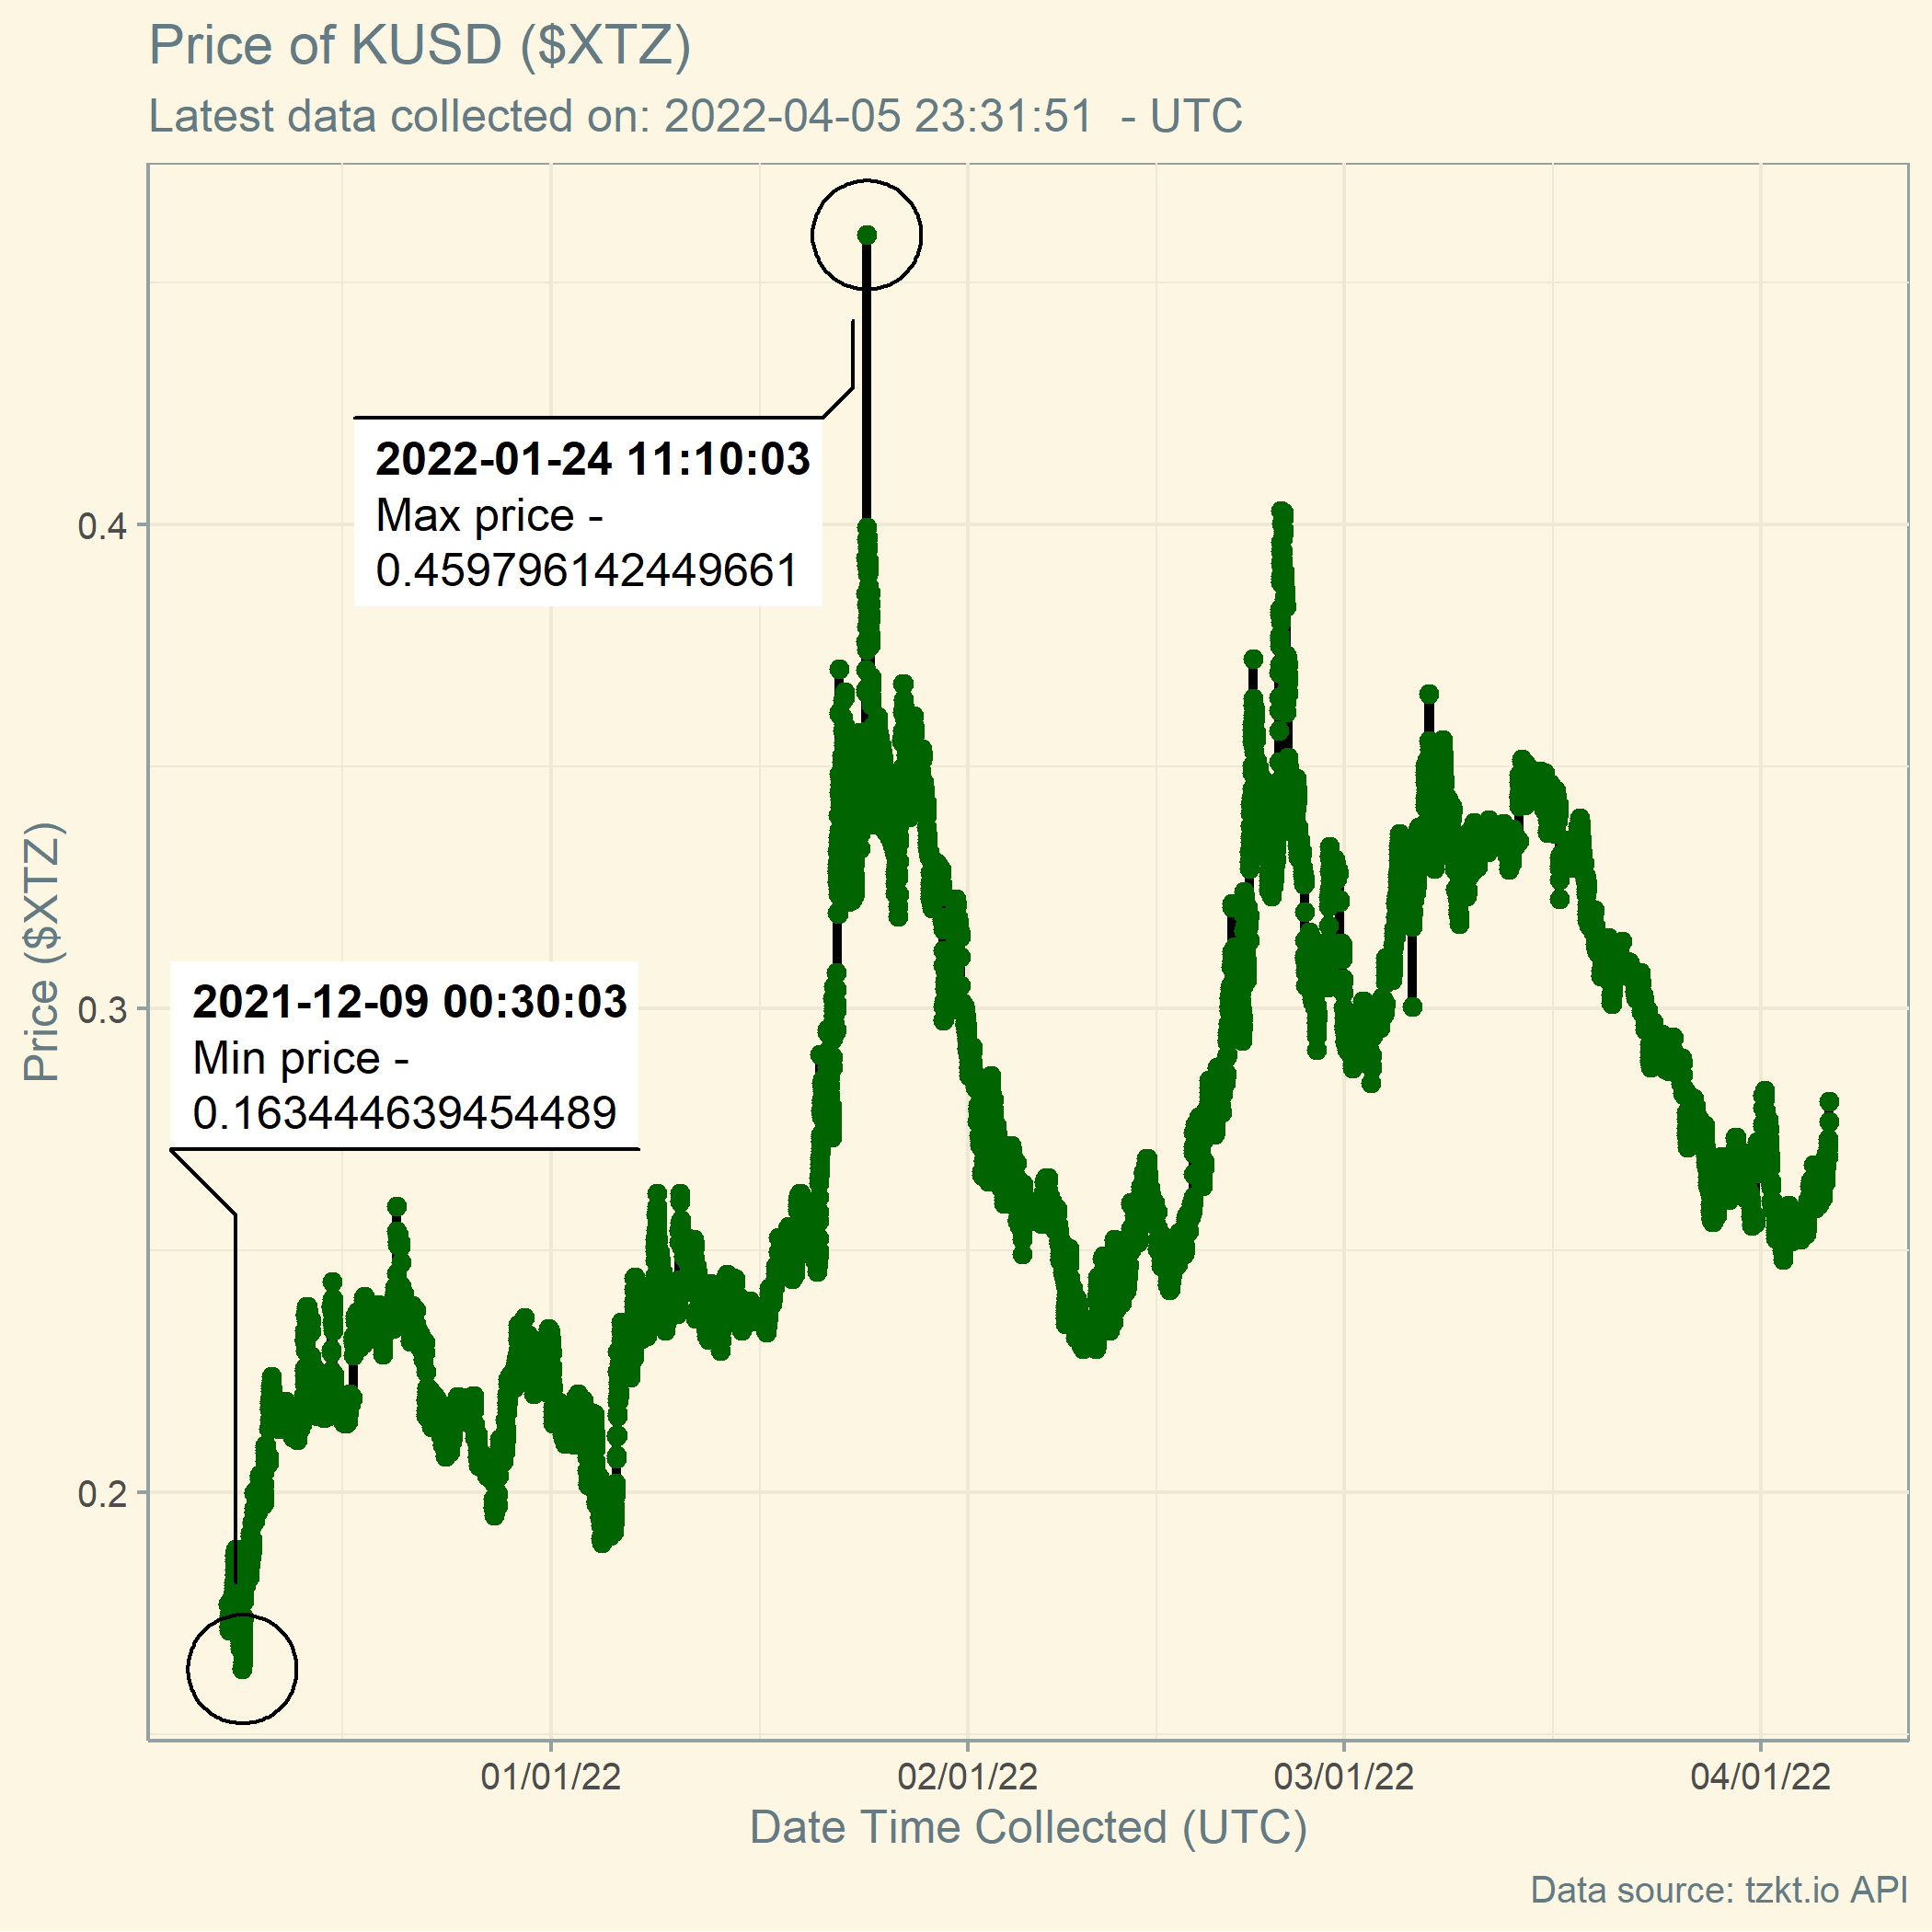 Price of KUSD ($XTZ)
Latest data collected on: 2022-04-05 23:31:51  - UTC
2022-01-24 11:10:03
Max price -
0.459796142449661
2021-12-09 00:30:03
Min price -
0.163444639454489
0.4
0.3
0.2
Price ($XTZ)
01/01/22
02/01/22
03/01/22
04/01/22
Date Time Collected (UTC)
Data source: tzkt.io API